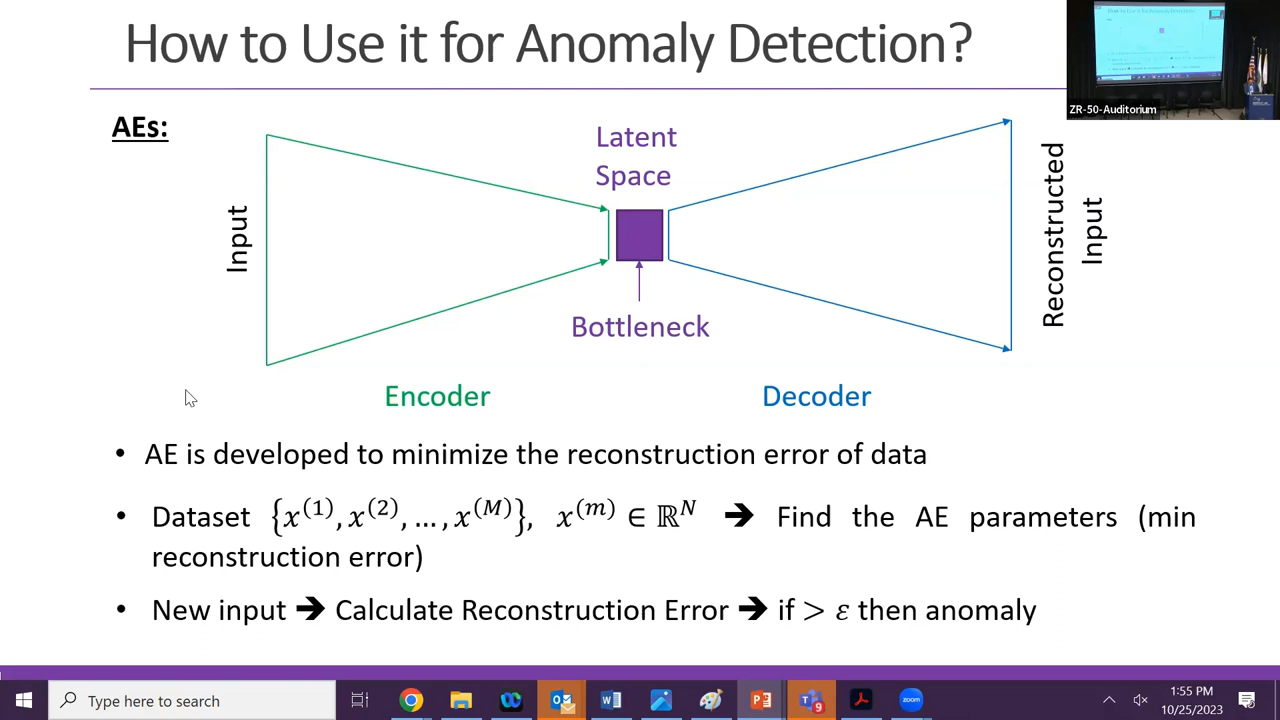 How to Use it for Anomaly Detection?
ZR-50-Auditorium
AEs:
Latent
Space
Input
Reconstructed
Input
Bottleneck
Encoder
Decoder
• AE is developed to minimize the reconstruction error of data
• Dataset {x^(1), x^(2), …, x^(M)}, x^(m) ∈ ℝ^N ➔ Find the AE parameters (min
reconstruction error)
• New input ➔ Calculate Reconstruction Error ➔ if > ε then anomaly
Type here to search
9
1:55 PM
10/25/2023